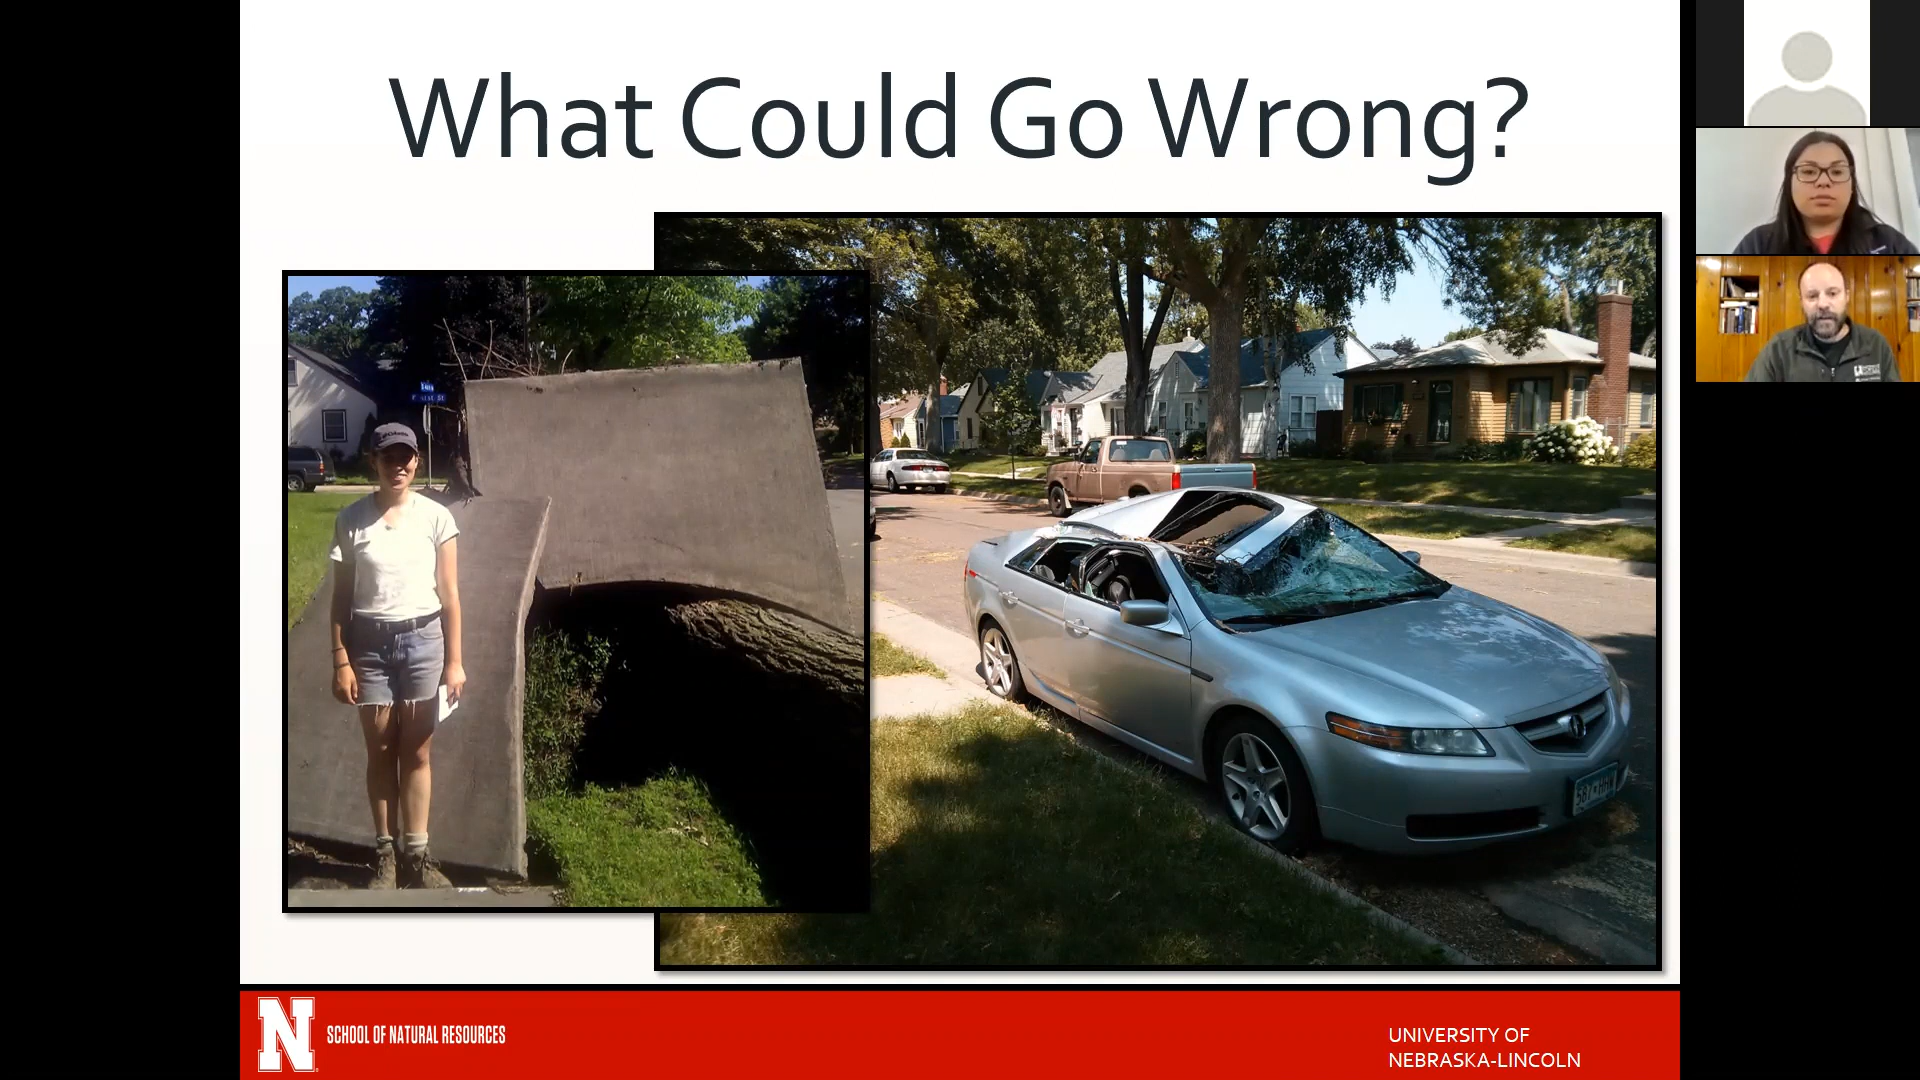 What Could Go Wrong?
N
SCHOOL OF NATURAL RESOURCES
UNIVERSITY OF
NEBRASKA-LINCOLN